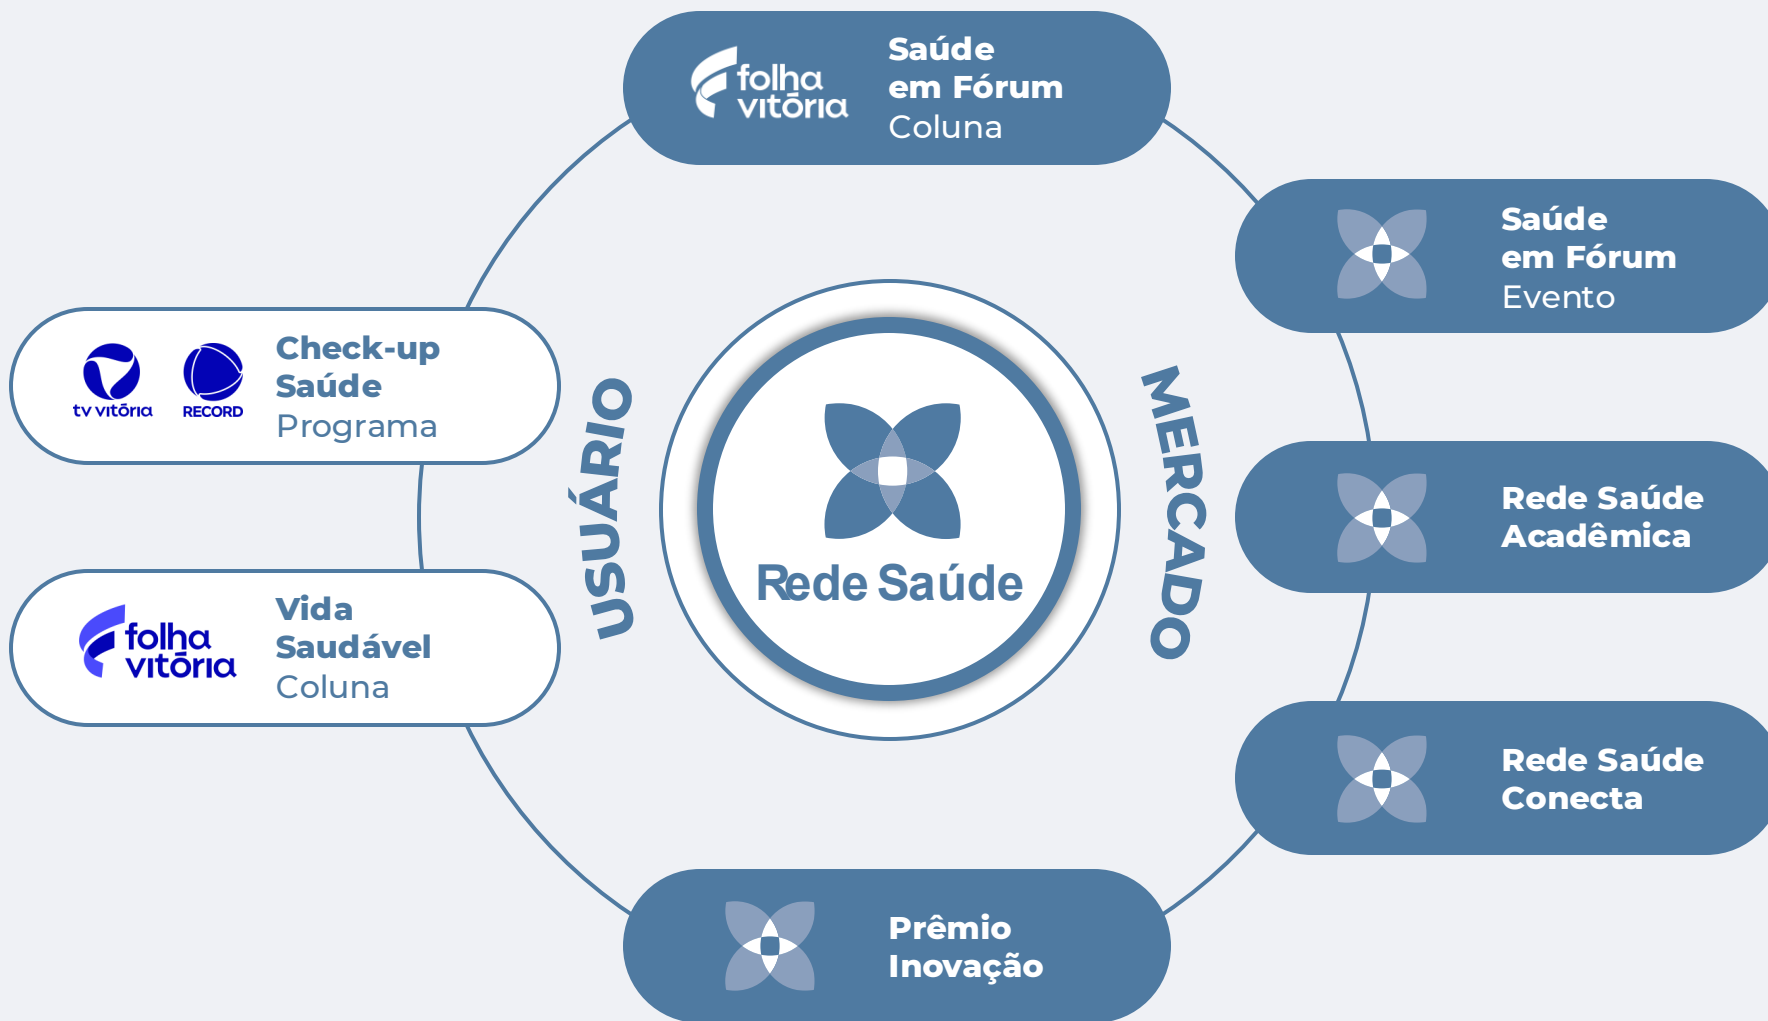 folha
vitória
Saúde
em Fórum
Coluna
Saúde
em Fórum
Evento
Check-up
Saúde
Programa
tv vitória
RECORD
USUÁRIO
MERCADO
Rede Saúde
Rede Saúde
Acadêmica
Vida
Saudável
Coluna
folha
vitória
Rede Saúde
Conecta
Prêmio
Inovação